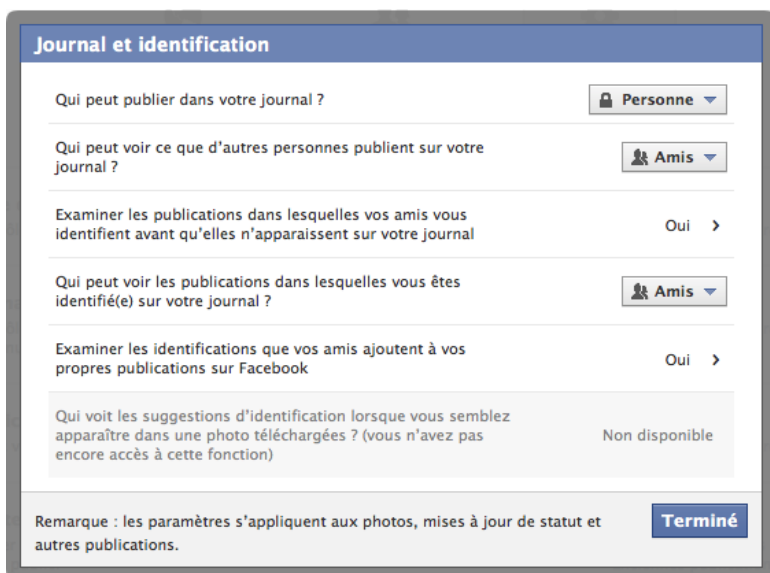 Journal et identification
Qui peut publier dans votre journal ?
Personne
Qui peut voir ce que d'autres personnes publient sur votre
journal ?
Amis
Examiner les publications dans lesquelles vos amis vous
identifient avant qu'elles n'apparaissent sur votre journal
Oui
Qui peut voir les publications dans lesquelles vous êtes
identifié(e) sur votre journal ?
Amis
Examiner les identifications que vos amis ajoutent à vos
propres publications sur Facebook
Oui
Qui voit les suggestions d'identification lorsque vous semblez
apparaître dans une photo téléchargées ? (vous n'avez pas
encore accès à cette fonction)
Non disponible
Remarque : les paramètres s'appliquent aux photos, mises à jour de statut et
autres publications.
Terminé